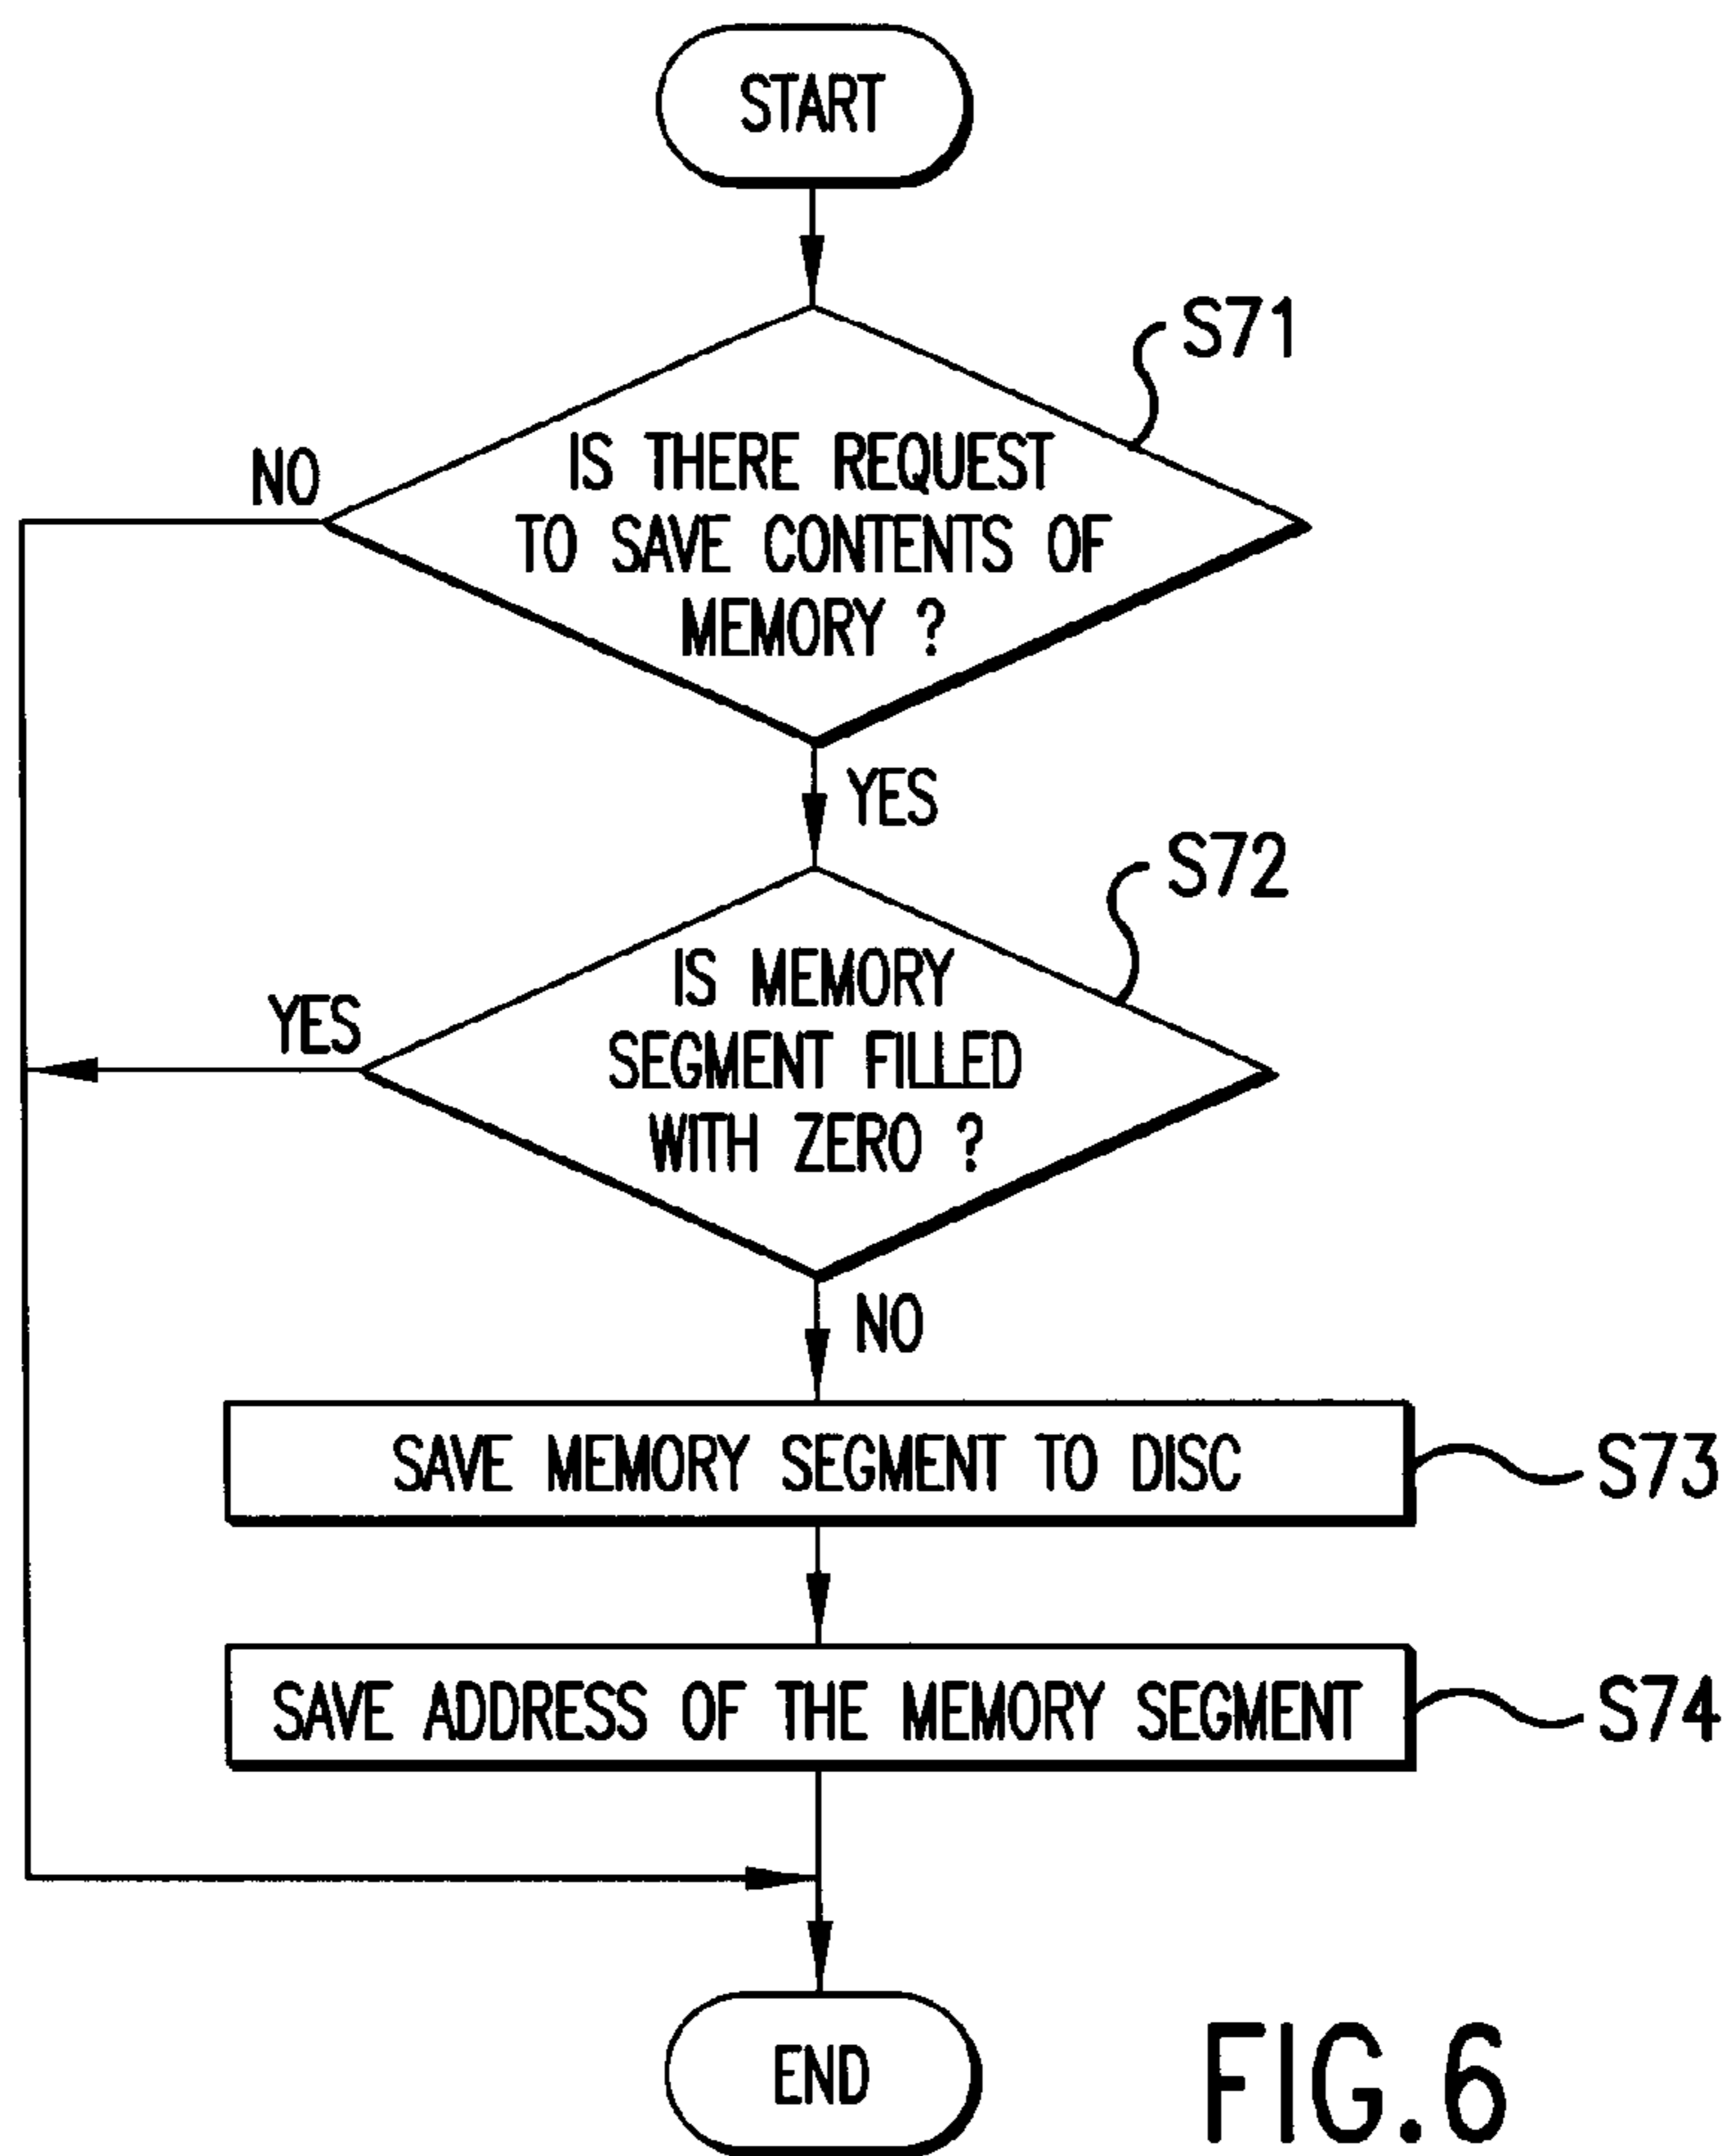 START
S71
IS THERE REQUEST
NO
TO SAVE CONTENTS OF
MEMORY ?
YES
S72
IS MEMORY
YES
SEGMENT FILLED
WITH ZERO ?
NO
SAVE MEMORY SEGMENT TO DISC
S73
SAVE ADDRESS OF THE MEMORY SEGMENT
S74
END
FIG.6